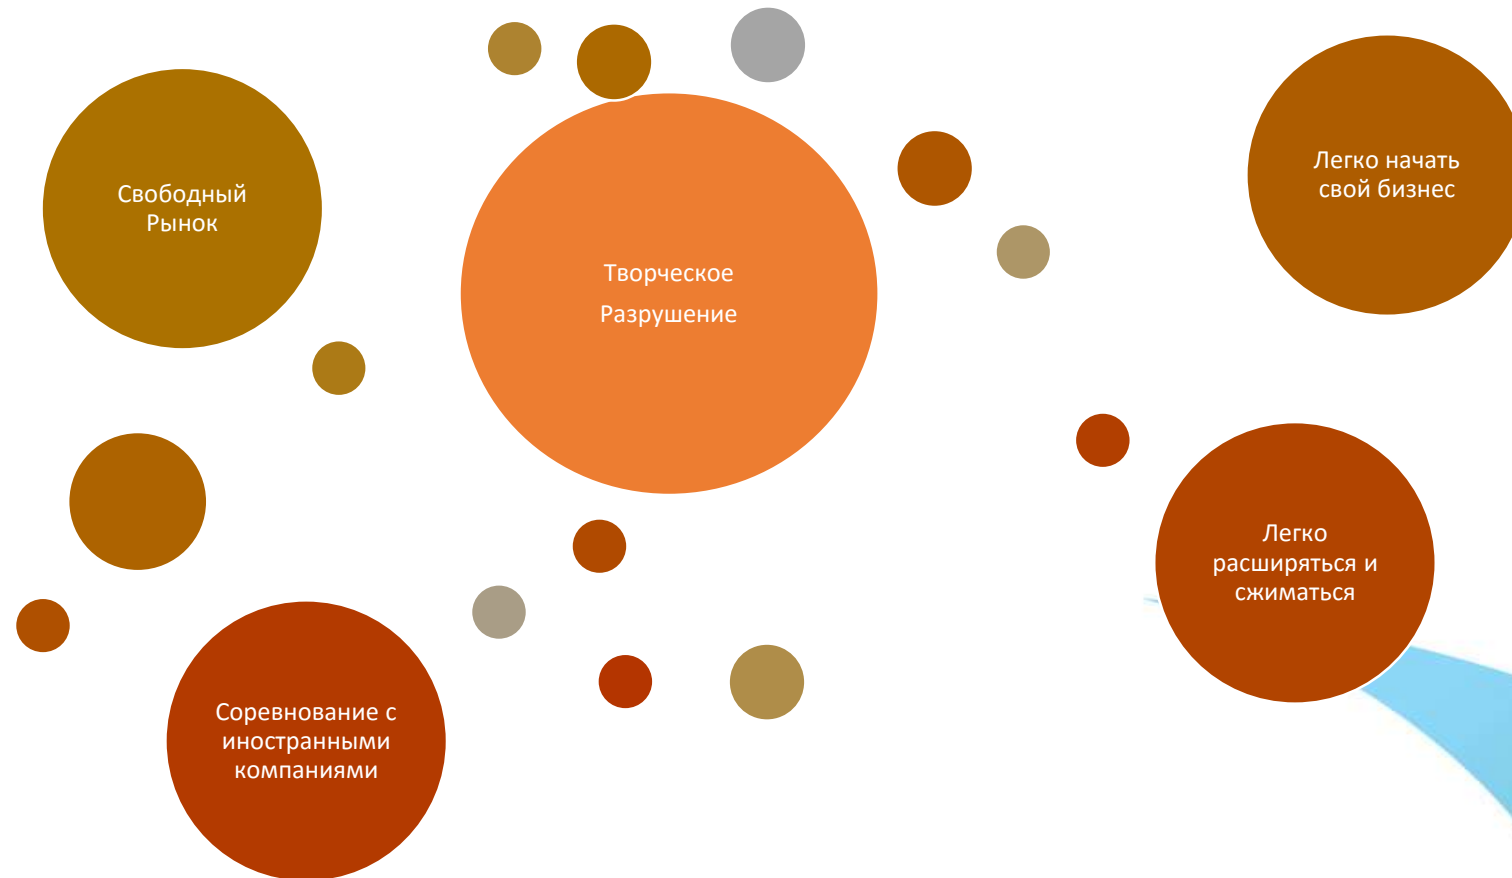 Свободный
Рынок
Творческое
Разрушение
Легко начать
свой бизнес
Легко
расширяться и
сжиматься
Соревнование с
иностранными
компаниями